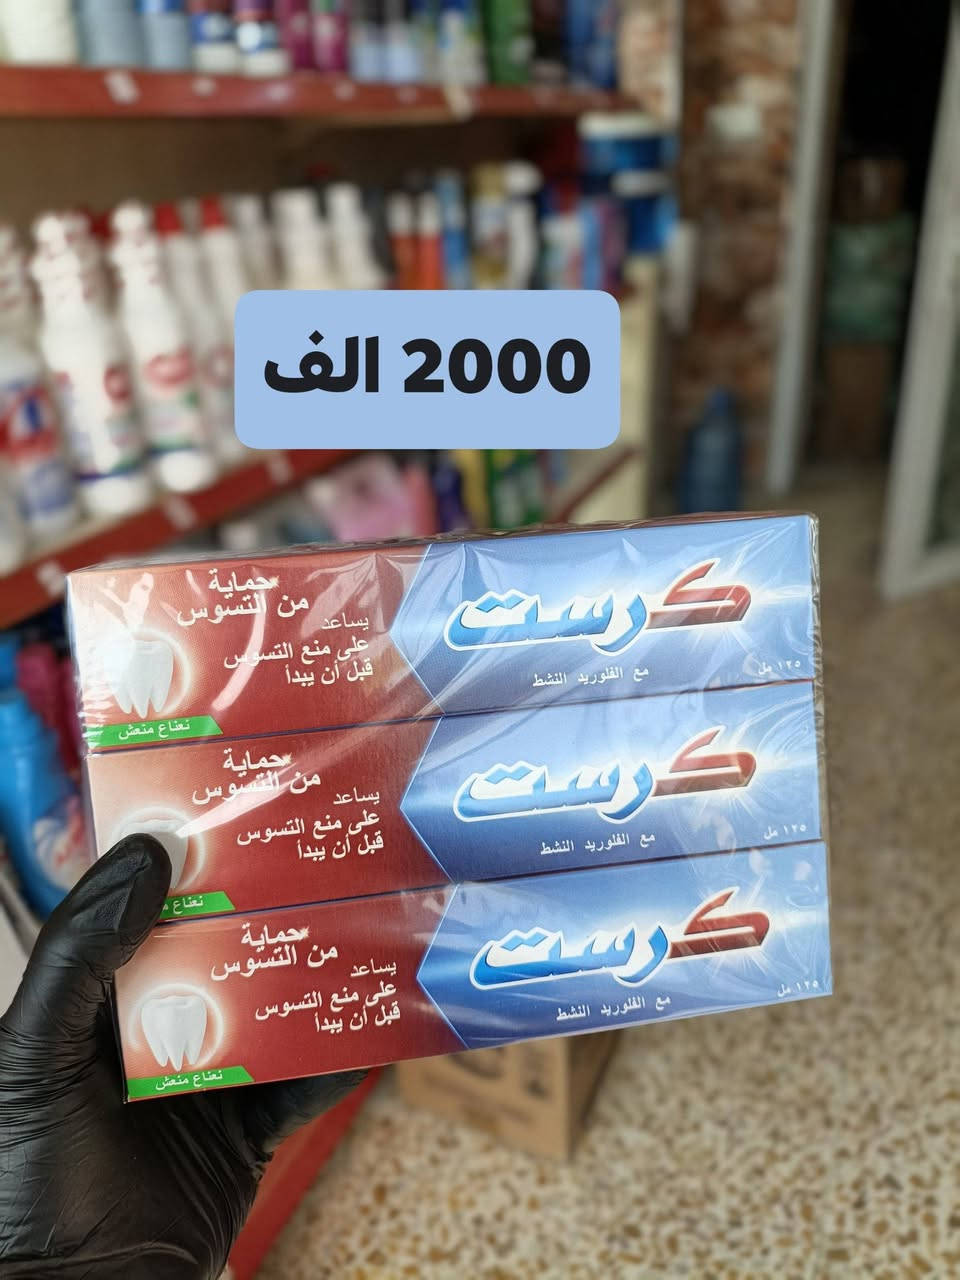 2000 الف
حماية
من التسوس
يساعد
على منع التسوس
قبل أن يبدأ
نعناع منعش
كرست
مع الفلوريد النشط
١٢٥ مل
حماية
من التسوس
يساعد
على منع التسوس
قبل أن يبدأ
نعناع م
كرست
مع الفلوريد النشط
١٢٥ مل
حماية
من التسوس
يساعد
على منع التسوس
قبل أن يبدأ
نعناع منعش
كرست
مع الفلوريد النشط
١٢٥ مل